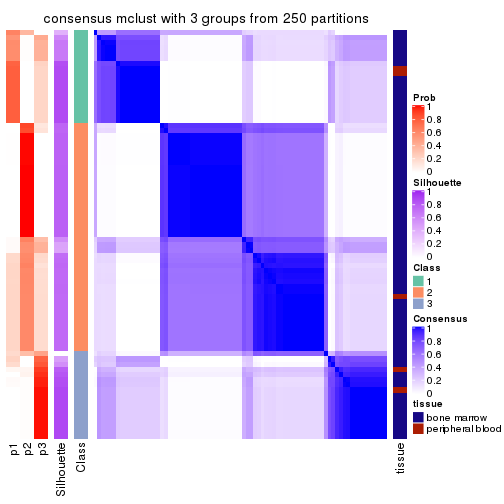 consensus mclust with 3 groups from 250 partitions
Prob
1
0.8
0.6
0.4
0.2
0
Silhouette
1
0.8
0.6
0.4
0.2
0
Class
1
2
3
Consensus
1
0.8
0.6
0.4
0.2
0
tissue
bone marrow
peripheral blood
p1
p2
p3
Silhouette
Class
tissue